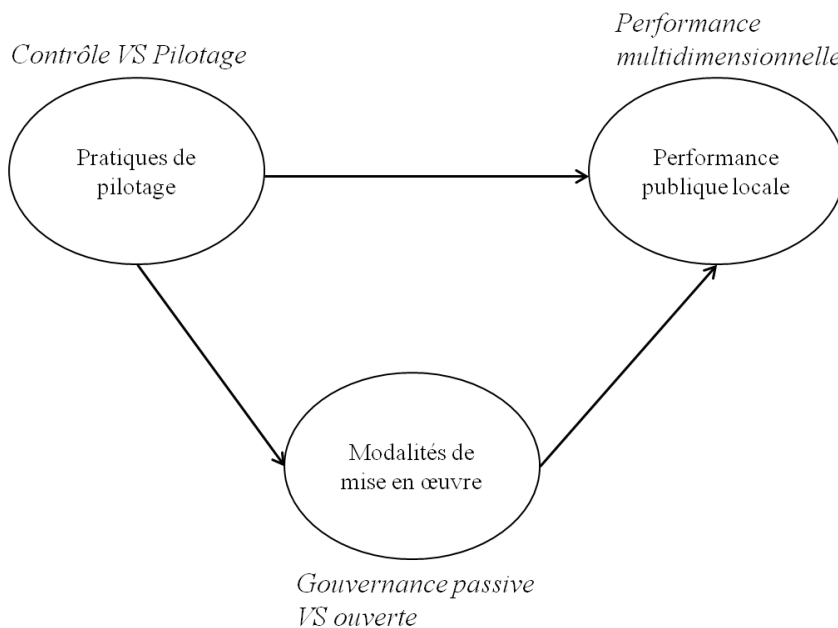 Contrôle VS Pilotage
Performance
multidimensionnelle
Pratiques de
pilotage
Performance
publique locale
Modalités de
mise en œuvre
Gouvernance passive
VS ouverte